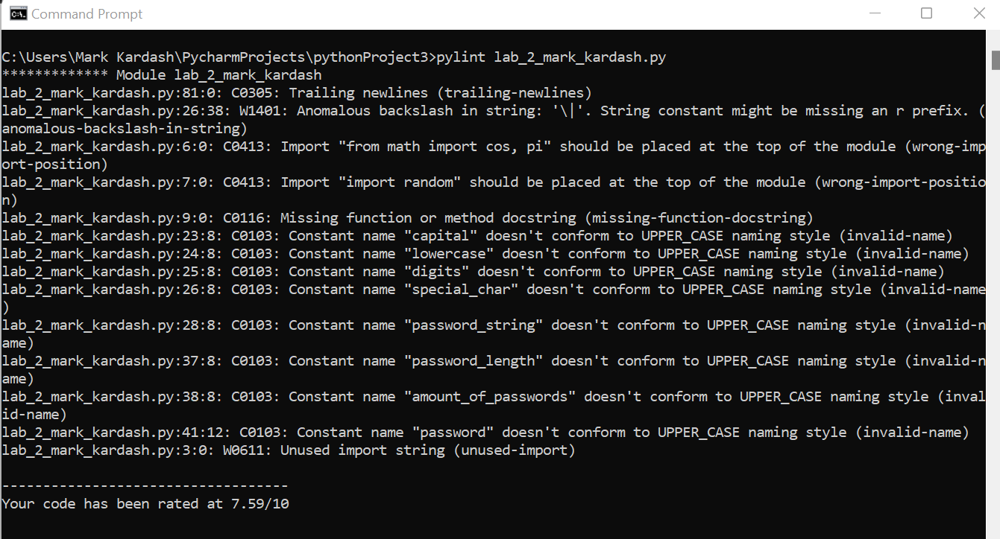 Command Prompt
C:\Users\Mark Kardash\PycharmProjects\pythonProject3>pylint lab_2_mark_kardash.py
************* Module lab_2_mark_kardash
lab_2_mark_kardash.py:81:0: C0305: Trailing newlines (trailing-newlines)
lab_2_mark_kardash.py:26:38: W1401: Anomalous backslash in string: '\|'. String constant might be missing an r prefix. (
anomalous-backslash-in-string)
lab_2_mark_kardash.py:6:0: C0413: Import "from math import cos, pi" should be placed at the top of the module (wrong-imp
ort-position)
lab_2_mark_kardash.py:7:0: C0413: Import "import random" should be placed at the top of the module (wrong-import-positio
n)
lab_2_mark_kardash.py:9:0: C0116: Missing function or method docstring (missing-function-docstring)
lab_2_mark_kardash.py:23:8: C0103: Constant name "capital" doesn't conform to UPPER_CASE naming style (invalid-name)
lab_2_mark_kardash.py:24:8: C0103: Constant name "lowercase" doesn't conform to UPPER_CASE naming style (invalid-name)
lab_2_mark_kardash.py:25:8: C0103: Constant name "digits" doesn't conform to UPPER_CASE naming style (invalid-name)
lab_2_mark_kardash.py:26:8: C0103: Constant name "special_char" doesn't conform to UPPER_CASE naming style (invalid-name
)
lab_2_mark_kardash.py:28:8: C0103: Constant name "password_string" doesn't conform to UPPER_CASE naming style (invalid-n
ame)
lab_2_mark_kardash.py:37:8: C0103: Constant name "password_length" doesn't conform to UPPER_CASE naming style (invalid-n
ame)
lab_2_mark_kardash.py:38:8: C0103: Constant name "amount_of_passwords" doesn't conform to UPPER_CASE naming style (inval
id-name)
lab_2_mark_kardash.py:41:12: C0103: Constant name "password" doesn't conform to UPPER_CASE naming style (invalid-name)
lab_2_mark_kardash.py:3:0: W0611: Unused import string (unused-import)
-----------------------------------
Your code has been rated at 7.59/10